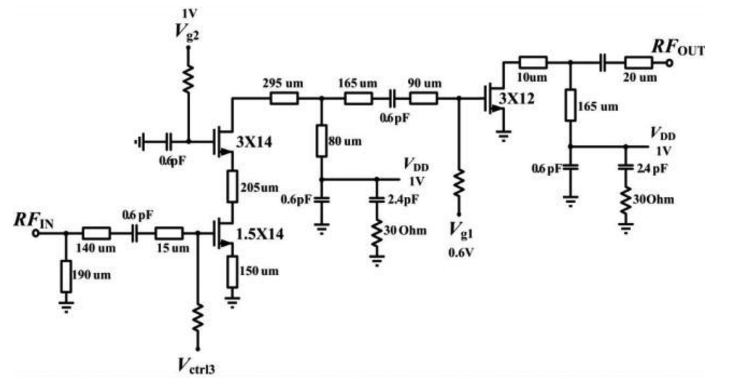 1V
Vg2
0.6pF
3X14
295 um
165 um
0.6pF
90 um
80 um
VDD
1V
0.6pF
2.4pF
30 Ohm
205um
RFIN
140 um
0.6 pF
15 um
190 um
1.5X14
150 um
Vctrl3
Vg1
0.6V
3X12
10um
20 um
RFOUT
165 um
VDD
1V
0.6 pF
2.4 pF
30Ohm